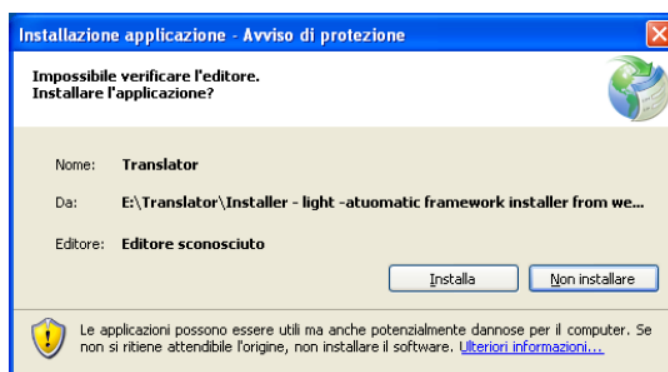 Installazione applicazione - Avviso di protezione
Impossibile verificare l'editore.
Installare l'applicazione?
Nome: Translator
Da: E:\Translator\Installer - light -atuomatic framework installer from we...
Editore: Editore sconosciuto
Installa Non installare
Le applicazioni possono essere utili ma anche potenzialmente dannose per il computer. Se
non si ritiene attendibile l'origine, non installare il software. Ulteriori informazioni...